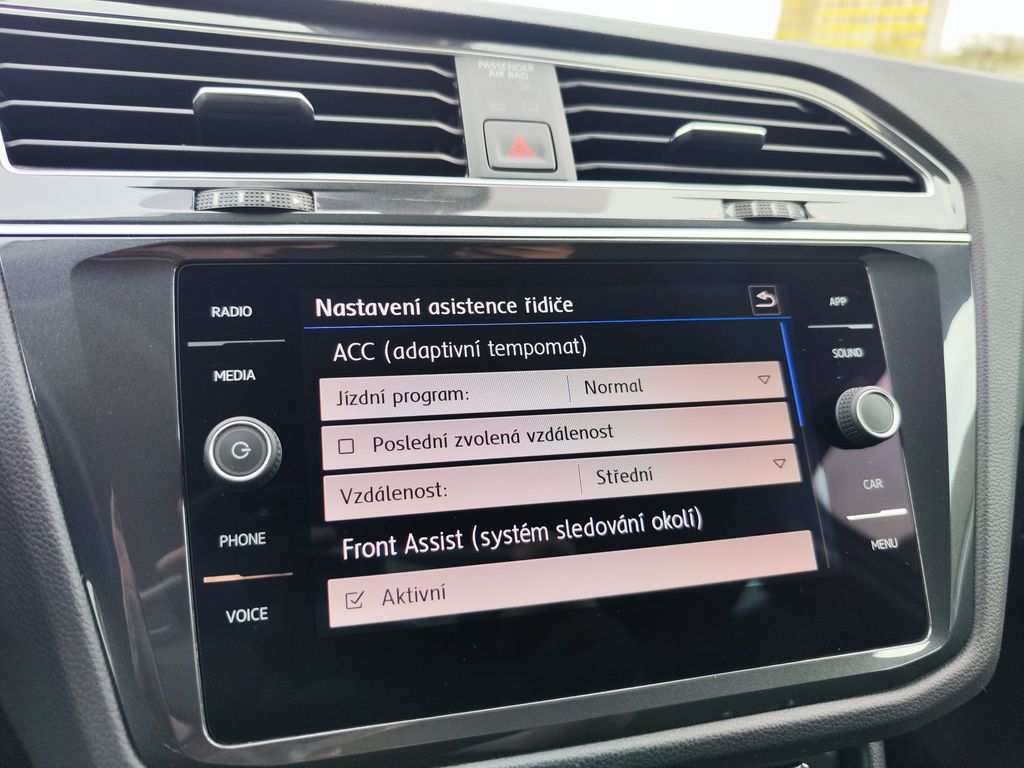 PASSENGER
AIR BAG
RADIO
MEDIA
PHONE
VOICE
Nastavení asistence řidiče
ACC (adaptivní tempomat)
Jízdní program: Normal
Poslední zvolená vzdálenost
Vzdálenost: Střední
Front Assist (systém sledování okolí)
Aktivní
APP
SOUND
CAR
MENU